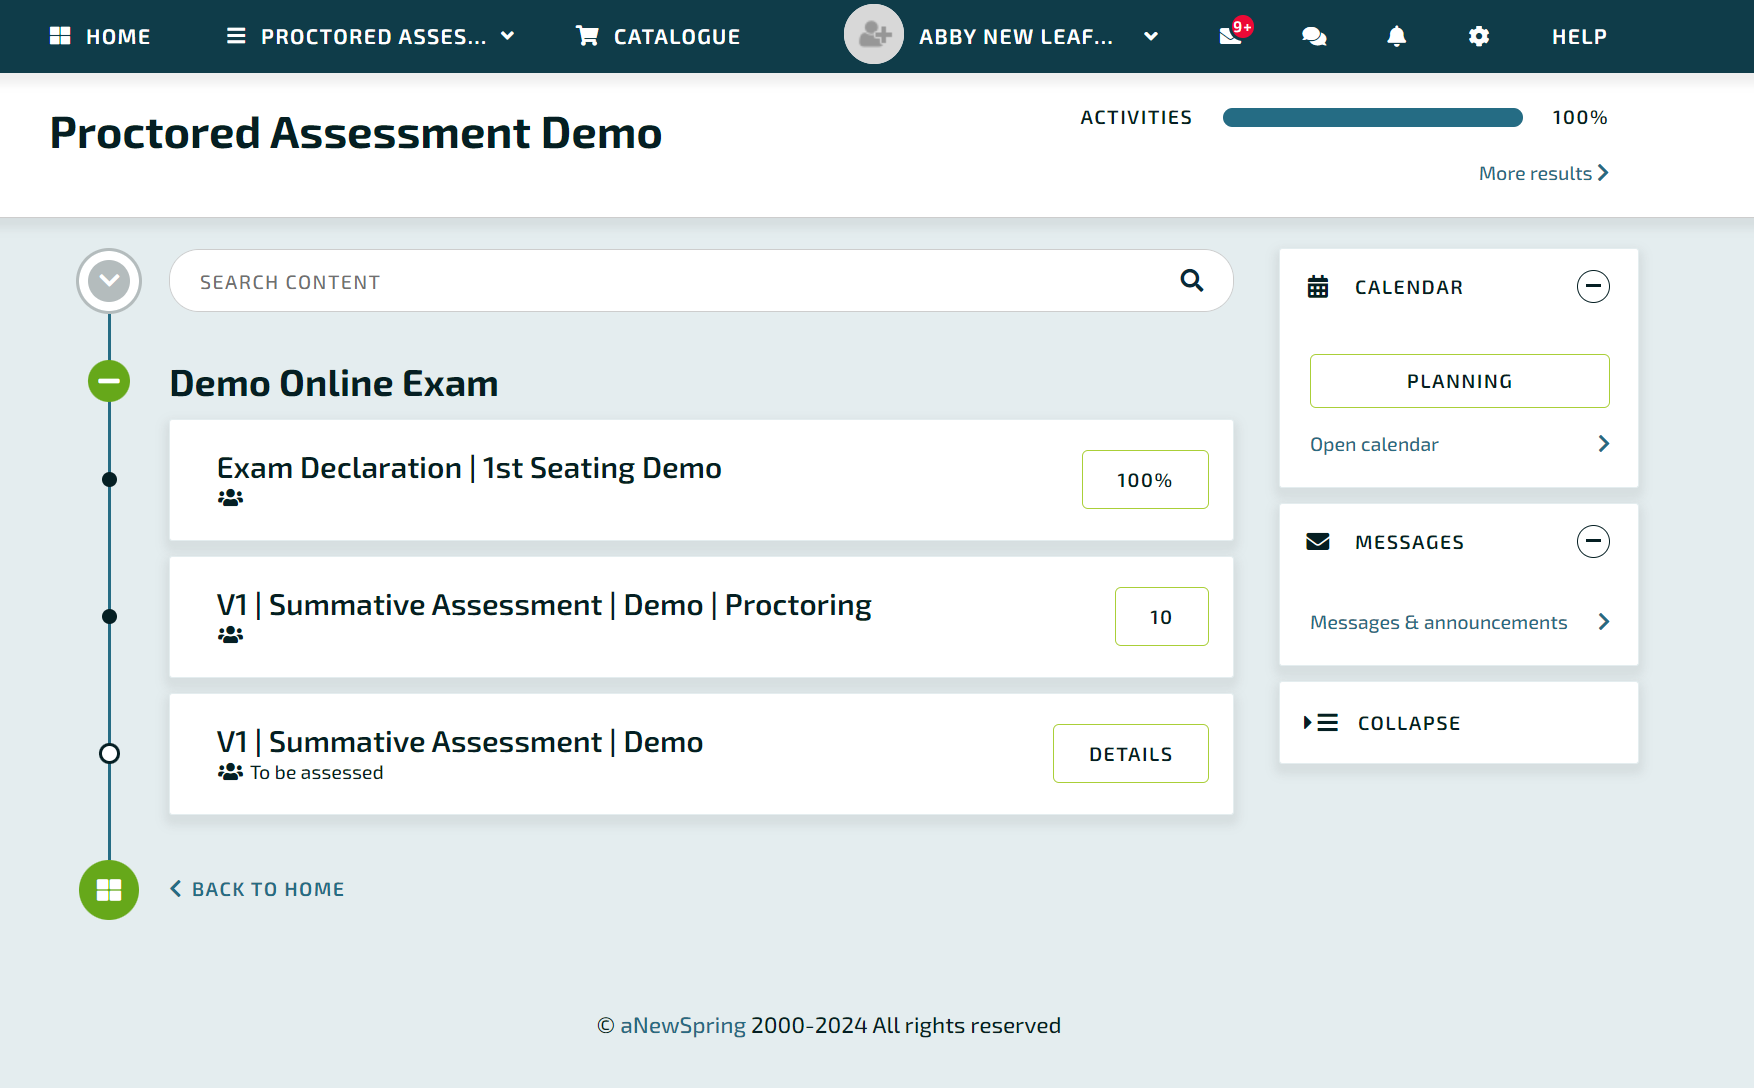 HOME
PROCTORED ASSES...
CATALOGUE
ABBY NEW LEAF...
9+
HELP
Proctored Assessment Demo
ACTIVITIES
100%
More results
SEARCH CONTENT
Demo Online Exam
Exam Declaration | 1st Seating Demo
100%
V1 | Summative Assessment | Demo | Proctoring
10
V1 | Summative Assessment | Demo
To be assessed
DETAILS
BACK TO HOME
CALENDAR
PLANNING
Open calendar
MESSAGES
Messages & announcements
COLLAPSE
© aNewSpring 2000-2024 All rights reserved